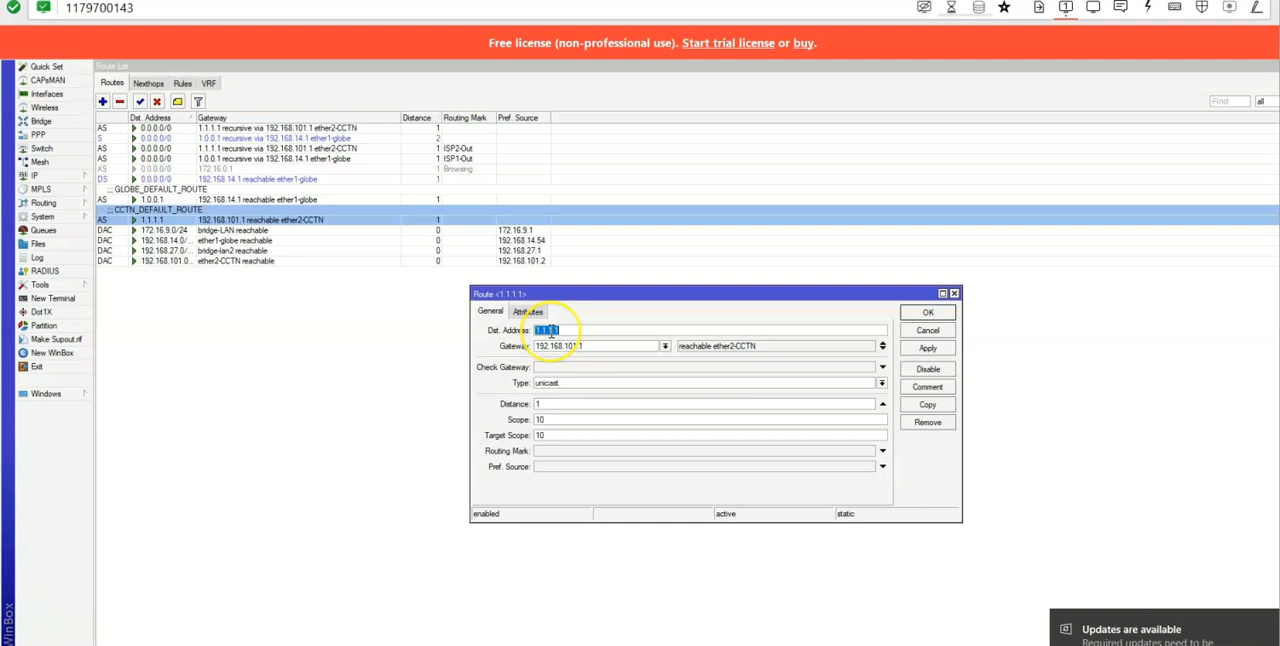 1179700143
1
Free license (non-professional use). Start trial license or buy.
Quick Set
CAPsMAN
Interfaces
Wireless
Bridge
PPP
Switch
Mesh
IP
MPLS
Routing
System
Queues
Files
Log
RADIUS
Tools
New Terminal
Dot1X
Partition
Make Supout.rif
New WinBox
Exit
Windows
WinBox
Route List
Routes Nexthops Rules VRF
Find all
Dst. Address Gateway Distance Routing Mark Pref. Source
AS 0.0.0.0/0 1.1.1.1 recursive via 192.168.101.1 ether2-CCTN 1
S 0.0.0.0/0 1.0.0.1 recursive via 192.168.14.1 ether1-globe 2
AS 0.0.0.0/0 1.1.1.1 recursive via 192.168.101.1 ether2-CCTN 1 ISP2-Out
AS 0.0.0.0/0 1.0.0.1 recursive via 192.168.14.1 ether1-globe 1 ISP1-Out
XS 0.0.0.0/0 172.16.0.1 1 Browsing
DS 0.0.0.0/0 192.168.14.1 reachable ether1-globe 1
;;; GLOBE_DEFAULT_ROUTE
AS 1.0.0.1 192.168.14.1 reachable ether1-globe 1
;;; CCTN_DEFAULT_ROUTE
AS 1.1.1.1 192.168.101.1 reachable ether2-CCTN 1
DAC 172.16.9.0/24 bridge-LAN reachable 0 172.16.9.1
DAC 192.168.14.0/... ether1-globe reachable 0 192.168.14.54
DAC 192.168.27.0/... bridge-lan2 reachable 0 192.168.27.1
DAC 192.168.101.0... ether2-CCTN reachable 0 192.168.101.2
Route <1.1.1.1>
General Attributes
Dst. Address: 1.1.1.1
Gateway: 192.168.101.1 reachable ether2-CCTN
Check Gateway:
Type: unicast
Distance: 1
Scope: 10
Target Scope: 10
Routing Mark:
Pref. Source:
OK
Cancel
Apply
Disable
Comment
Copy
Remove
enabled active static
Updates are available
Required updates need to be